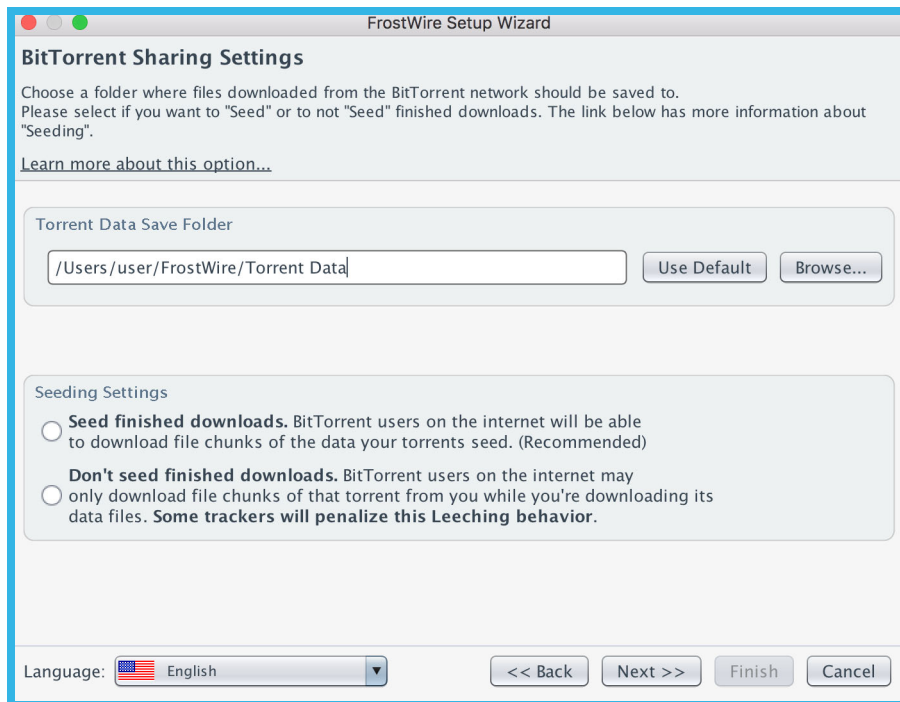 FrostWire Setup Wizard
BitTorrent Sharing Settings
Choose a folder where files downloaded from the BitTorrent network should be saved to.
Please select if you want to "Seed" or to not "Seed" finished downloads. The link below has more information about
"Seeding".
Learn more about this option...
Torrent Data Save Folder
/Users/user/FrostWire/Torrent Data
Use Default
Browse...
Seeding Settings
Seed finished downloads. BitTorrent users on the internet will be able
to download file chunks of the data your torrents seed. (Recommended)
Don't seed finished downloads. BitTorrent users on the internet may
only download file chunks of that torrent from you while you're downloading its
data files. Some trackers will penalize this Leeching behavior.
Language:
English
<< Back
Next >>
Finish
Cancel